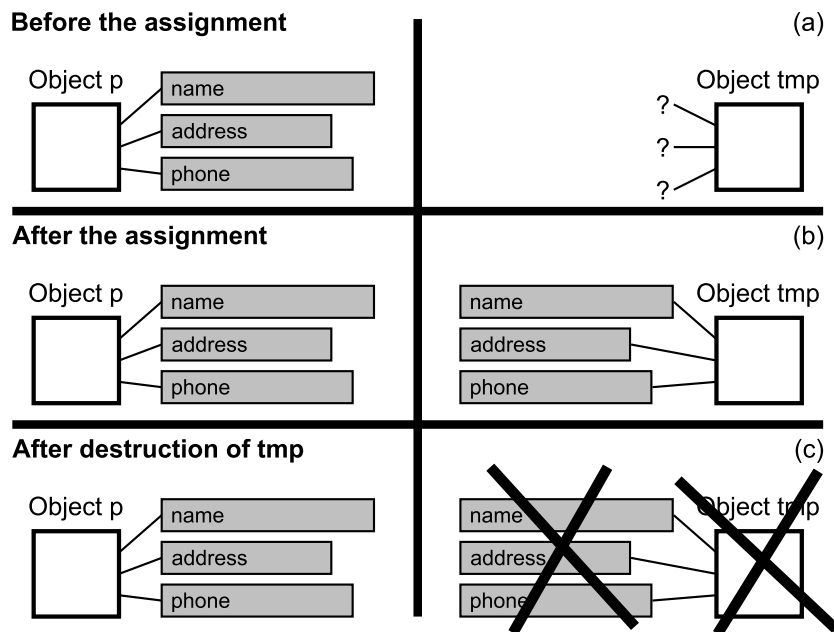 Before the assignment
(a)
Object p
name
address
phone
Object tmp
?
?
?
After the assignment
(b)
Object p
name
address
phone
name
address
phone
Object tmp
After destruction of tmp
(c)
Object p
name
address
phone
name
address
phone
Object tmp